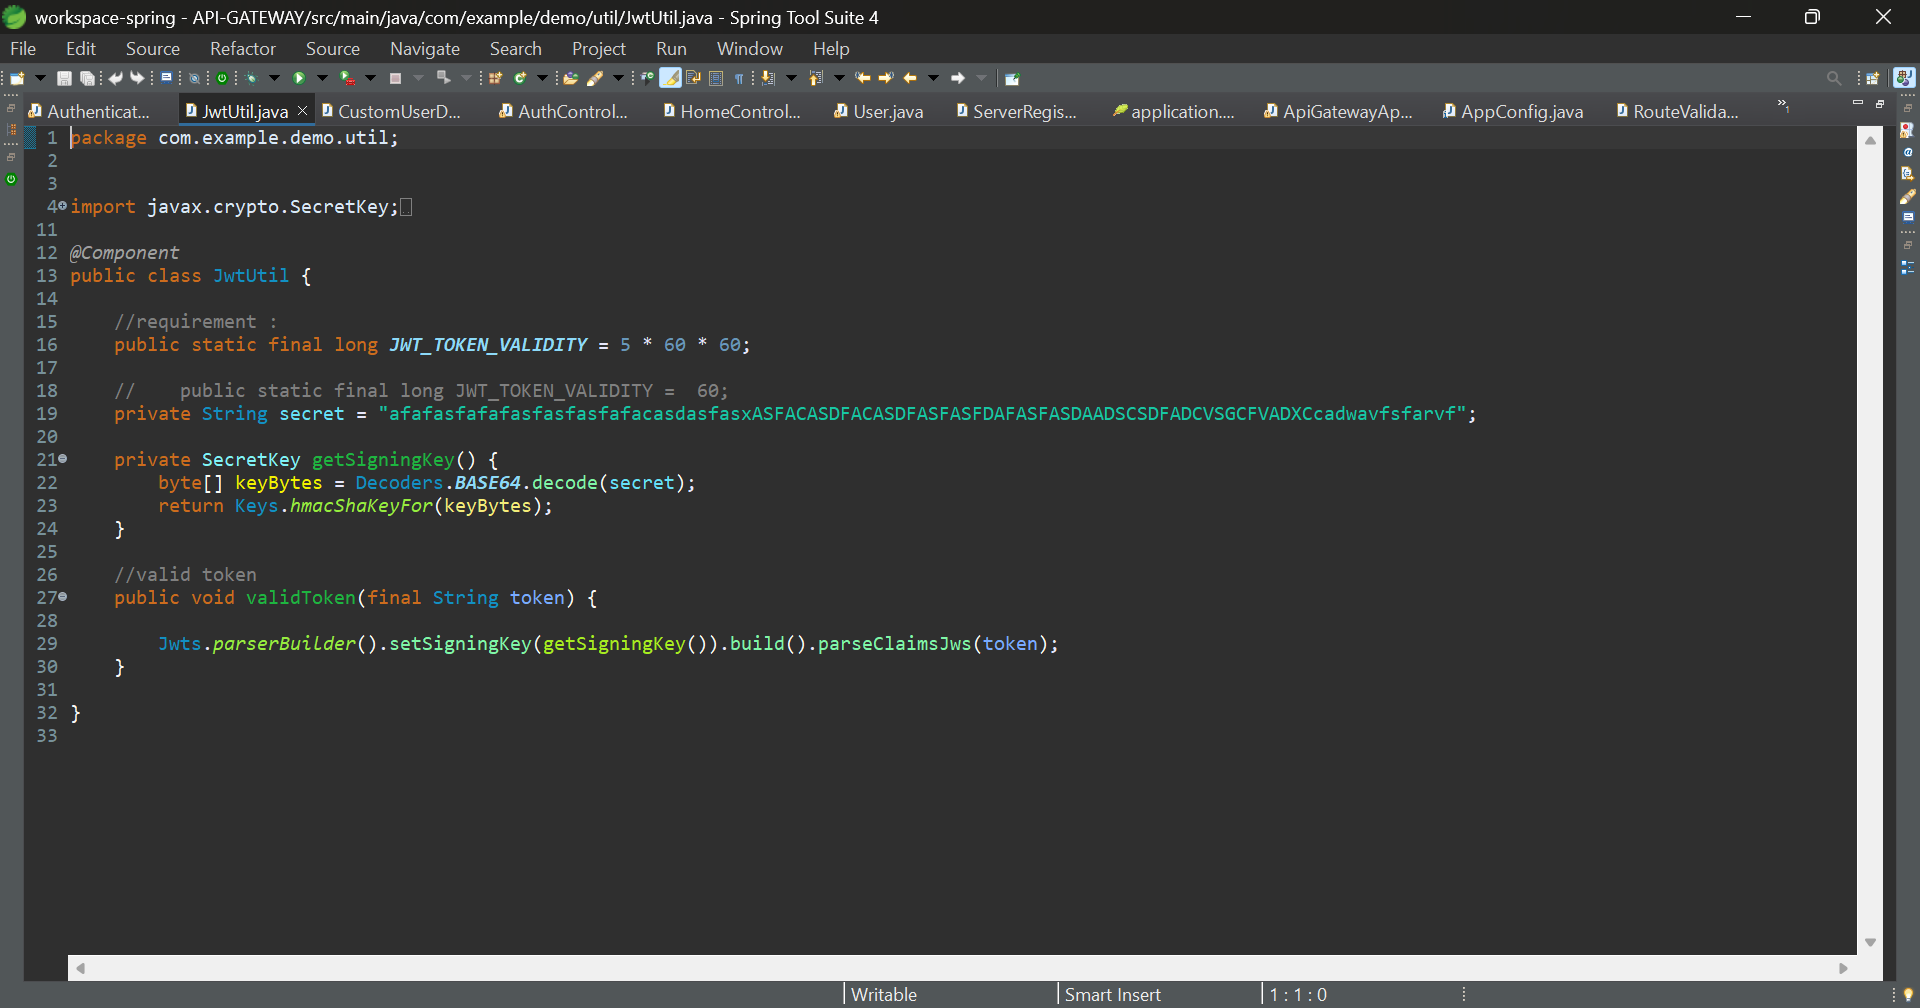 workspace-spring - API-GATEWAY/src/main/java/com/example/demo/util/JwtUtil.java - Spring Tool Suite 4
File Edit Source Refactor Source Navigate Search Project Run Window Help
Authenticat... JwtUtil.java CustomUserD... AuthControl... HomeControl... User.java ServerRegis... application.... ApiGatewayAp... AppConfig.java RouteValida... »1
1 package com.example.demo.util;
2
3
4 import javax.crypto.SecretKey;
11
12 @Component
13 public class JwtUtil {
14
15 //requirement :
16 public static final long JWT_TOKEN_VALIDITY = 5 * 60 * 60;
17
18 // public static final long JWT_TOKEN_VALIDITY = 60;
19 private String secret = "afafasfafafasfasfasfafacasdasfasxASFACASDFACASDFASFASFDAFASFASDAADSCSDFADCVSGCFVADXCcadwavfsfarvf";
20
21 private SecretKey getSigningKey() {
22 byte[] keyBytes = Decoders.BASE64.decode(secret);
23 return Keys.hmacShaKeyFor(keyBytes);
24 }
25
26 //valid token
27 public void validToken(final String token) {
28
29 Jwts.parserBuilder().setSigningKey(getSigningKey()).build().parseClaimsJws(token);
30 }
31
32 }
33
Writable Smart Insert 1 : 1 : 0